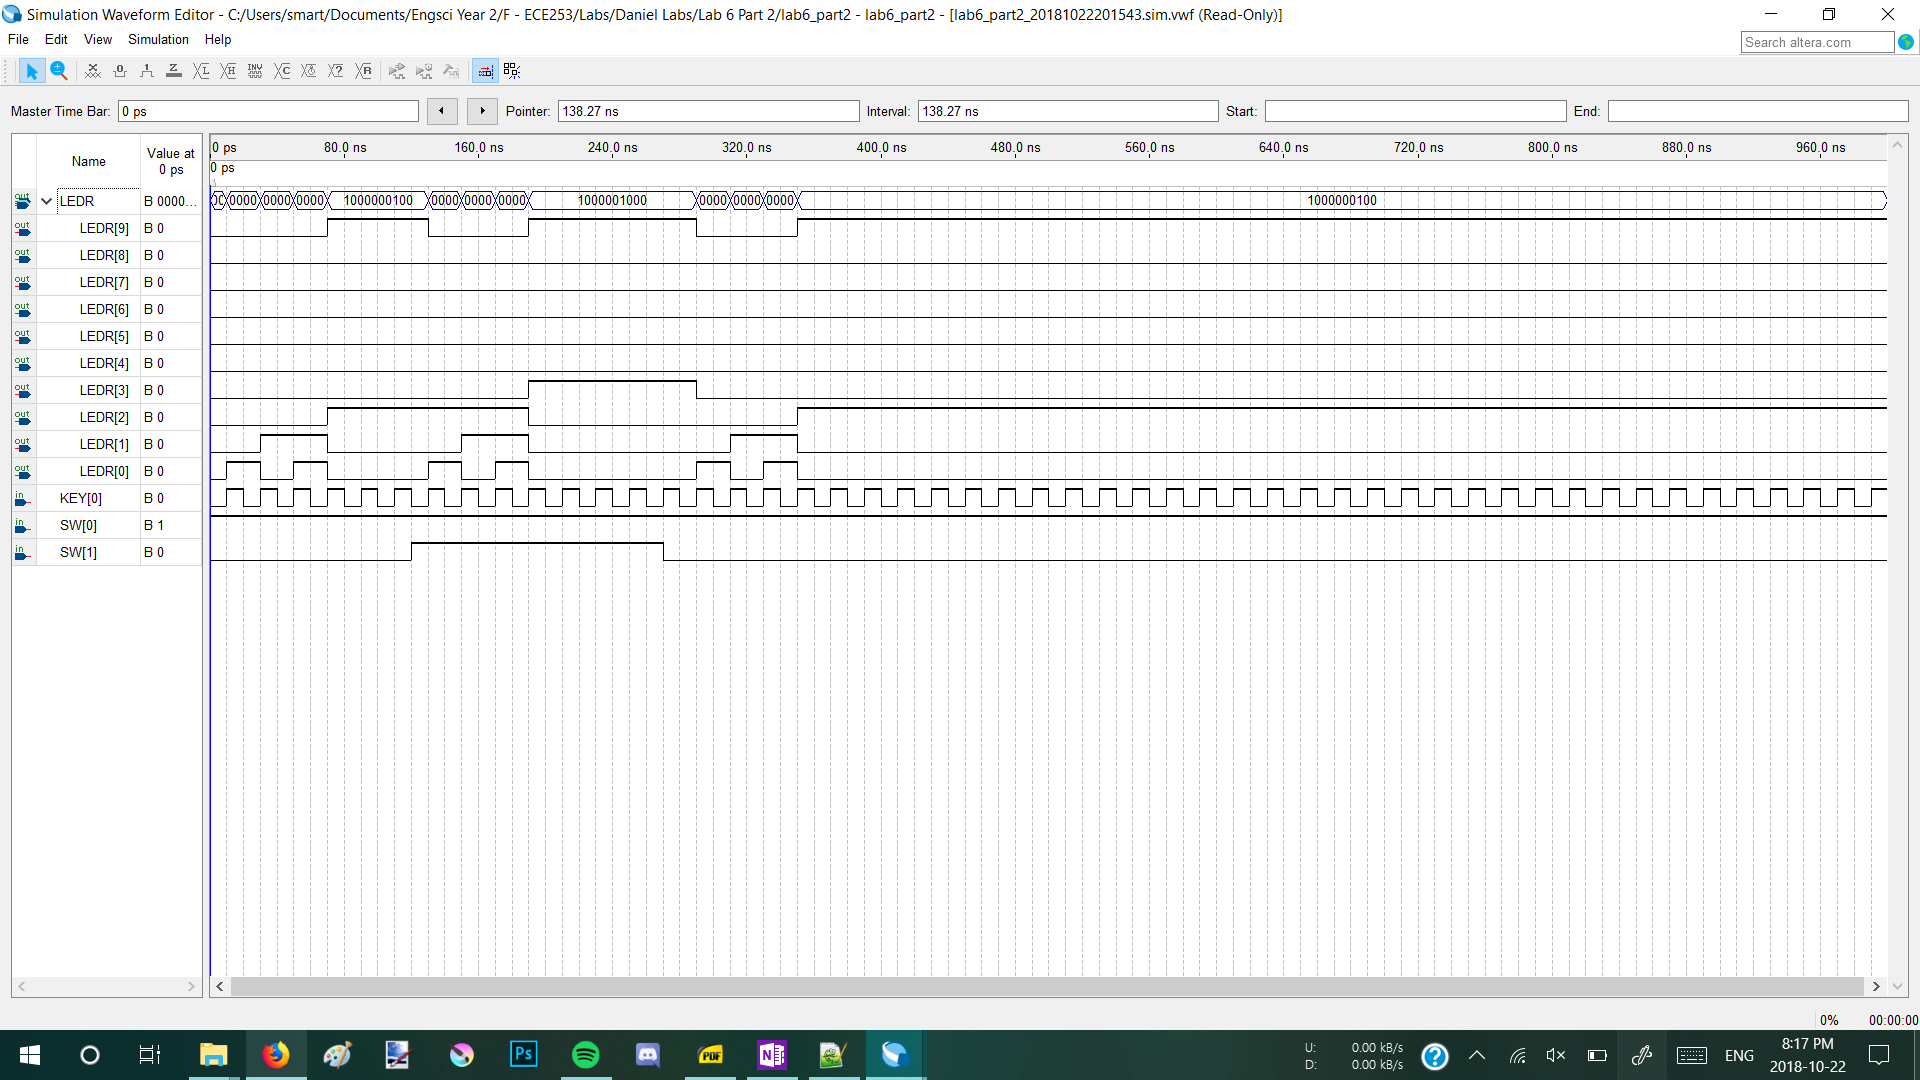 Simulation Waveform Editor - C:/Users/smart/Documents/Engsci Year 2/F - ECE253/Labs/Daniel Labs/Lab 6 Part 2/lab6_part2 - lab6_part2 - [lab6_part2_20181022201543.sim.vwf (Read-Only)]
File Edit View Simulation Help
Search altera.com
Master Time Bar: 0 ps Pointer: 138.27 ns Interval: 138.27 ns Start: End:
Name Value at 0 ps
0 ps 80.0 ns 160.0 ns 240.0 ns 320.0 ns 400.0 ns 480.0 ns 560.0 ns 640.0 ns 720.0 ns 800.0 ns 880.0 ns 960.0 ns
0 ps
LEDR B 0000... 0000 0000 0000 1000000100 0000 0000 0000 1000001000 0000 0000 0000 1000000100
LEDR[9] B 0
LEDR[8] B 0
LEDR[7] B 0
LEDR[6] B 0
LEDR[5] B 0
LEDR[4] B 0
LEDR[3] B 0
LEDR[2] B 0
LEDR[1] B 0
LEDR[0] B 0
KEY[0] B 0
SW[0] B 1
SW[1] B 0
0% 00:00:00
U: 0.00 kB/s
D: 0.00 kB/s
ENG
8:17 PM
2018-10-22